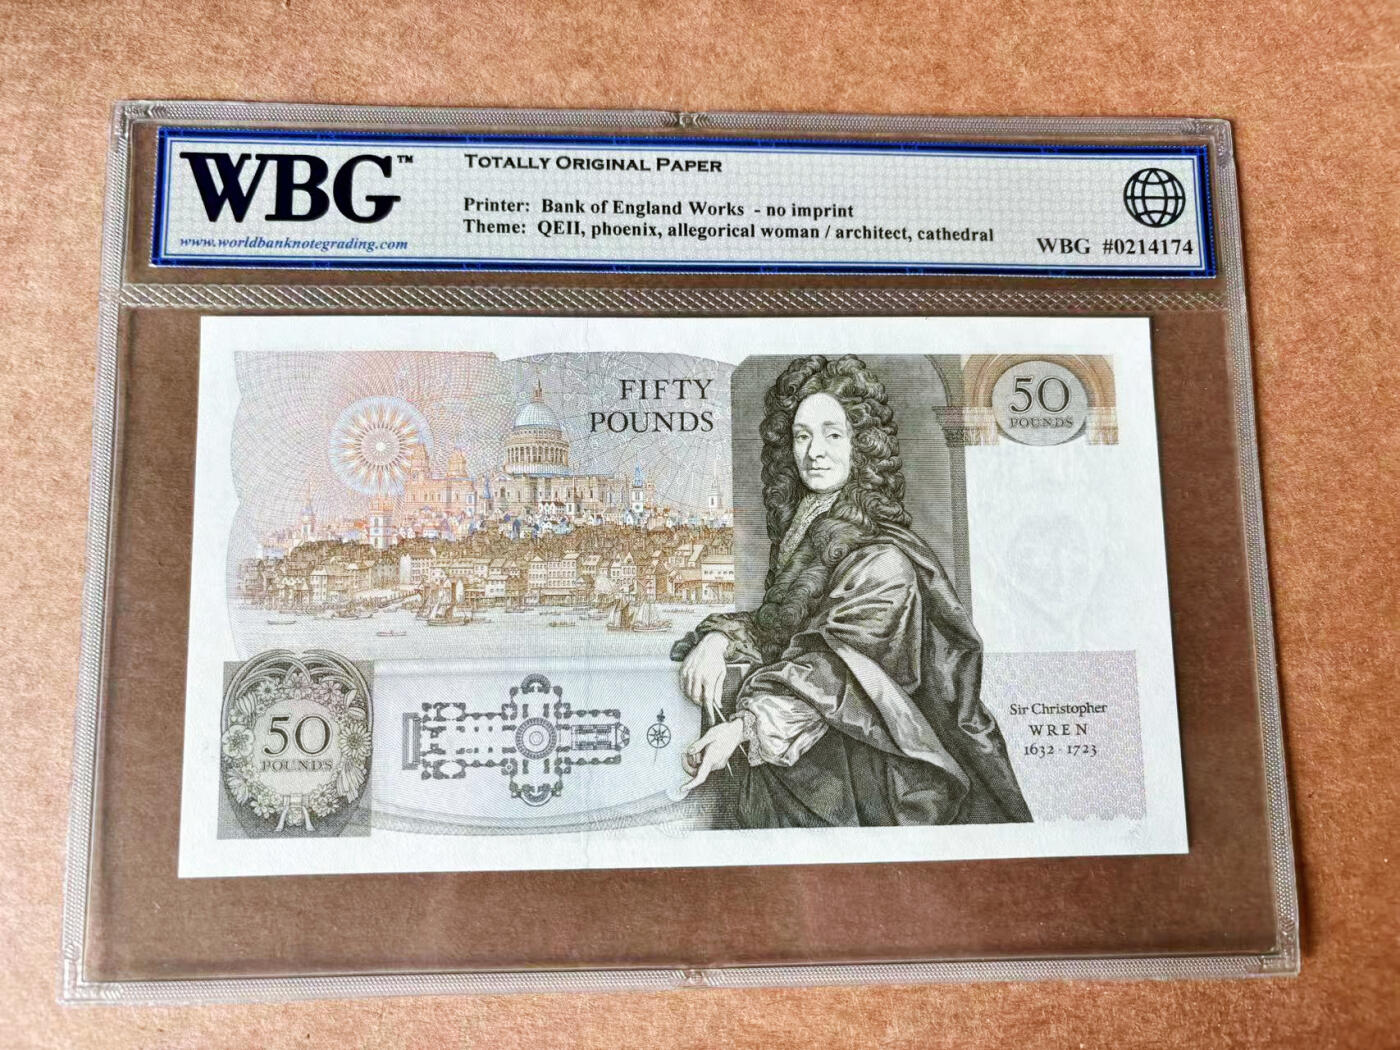 WBG™
www.worldbanknotegrading.com
TOTALLY ORIGINAL PAPER
Printer: Bank of England Works - no imprint
Theme: QEII, phoenix, allegorical woman / architect, cathedral
WBG #0214174
FIFTY
POUNDS
50
POUNDS
50
POUNDS
Sir Christopher
WREN
1632 · 1723